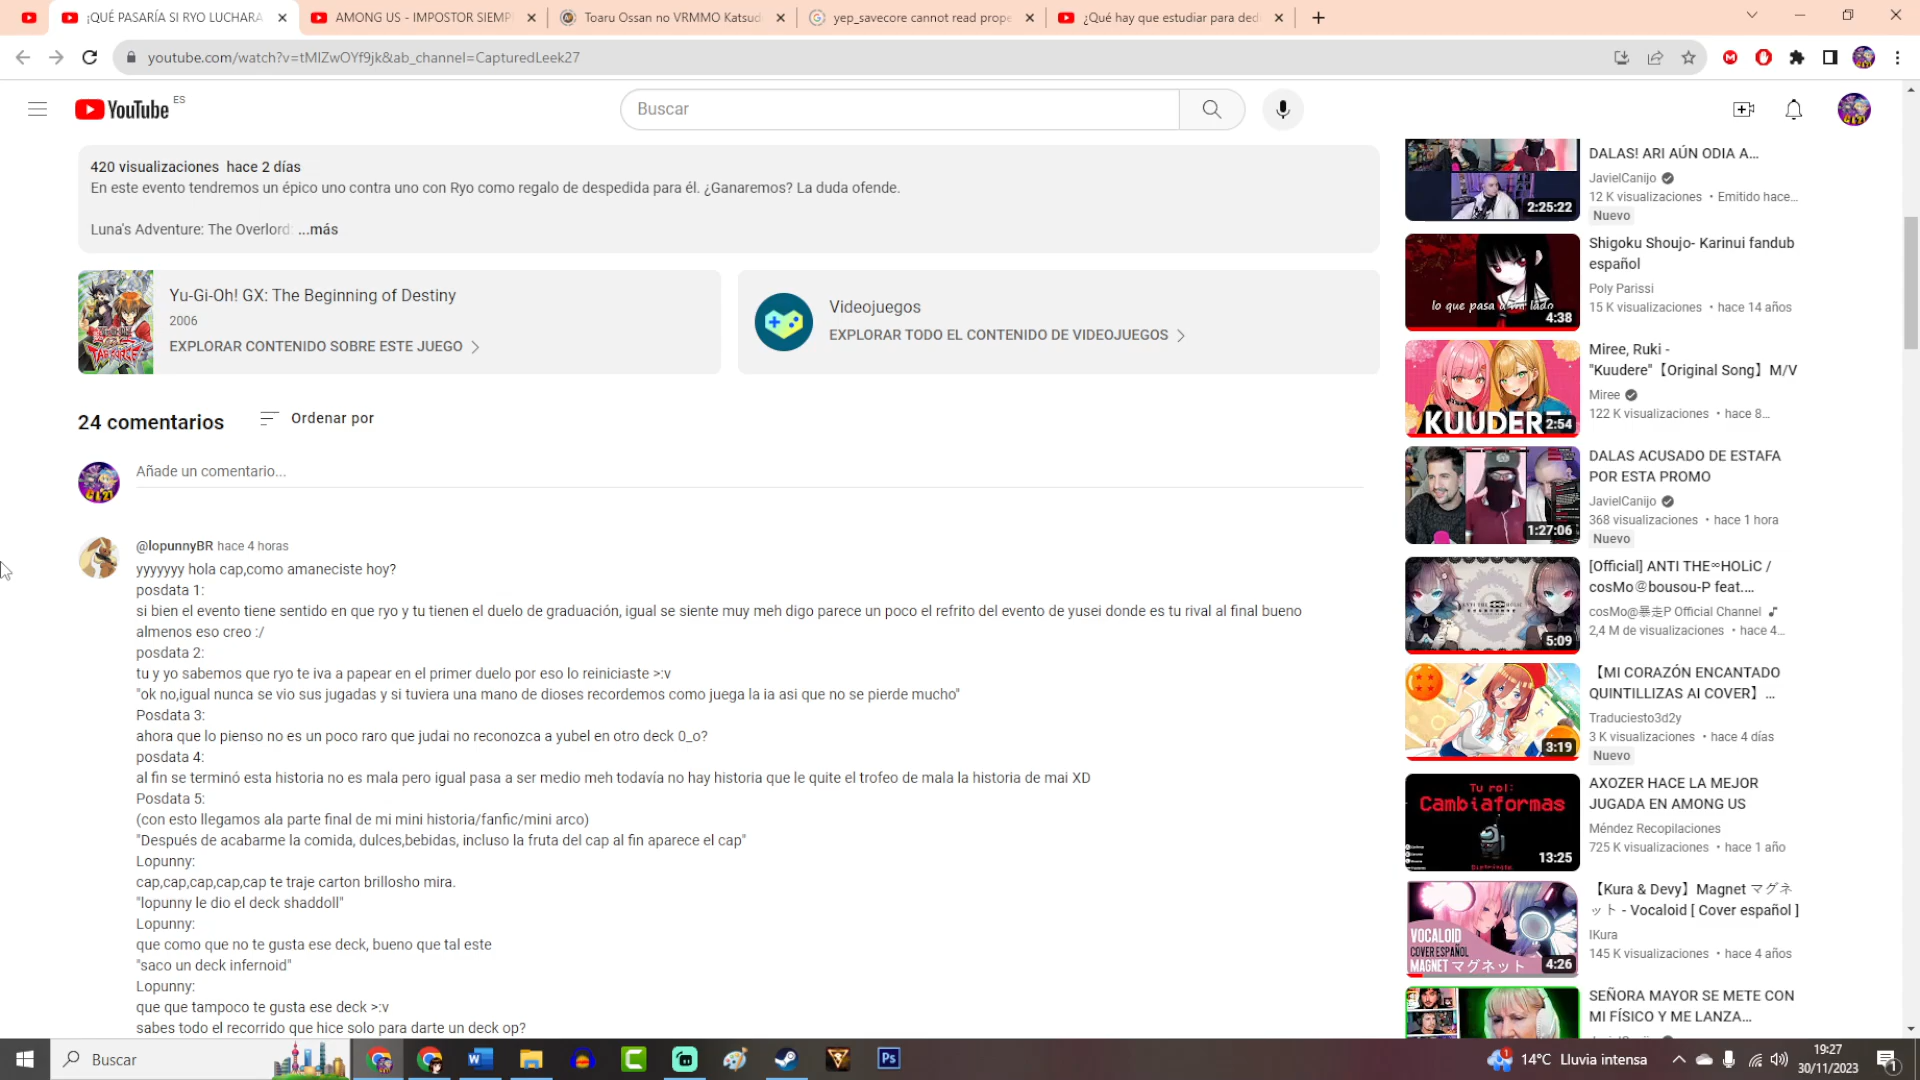 ¿QUÉ PASARÍA SI RYO LUCHARA
AMONG US - IMPOSTOR SIEMP
Toaru Ossan no VRMMO Katsud
yep_savecore cannot read prope
¿Qué hay que estudiar para dedi
youtube.com/watch?v=tMIZwOYf9jk&ab_channel=CapturedLeek27
YouTube ES
Buscar
420 visualizaciones hace 2 días
En este evento tendremos un épico uno contra uno con Ryo como regalo de despedida para él. ¿Ganaremos? La duda ofende.
Luna's Adventure: The Overlord: ...más
Yu-Gi-Oh! GX: The Beginning of Destiny
2006
EXPLORAR CONTENIDO SOBRE ESTE JUEGO
Videojuegos
EXPLORAR TODO EL CONTENIDO DE VIDEOJUEGOS
24 comentarios
Ordenar por
Añade un comentario...
@lopunnyBR hace 4 horas
yyyyyyy hola cap,como amaneciste hoy?
posdata 1:
si bien el evento tiene sentido en que ryo y tu tienen el duelo de graduación, igual se siente muy meh digo parece un poco el refrito del evento de yusei donde es tu rival al final bueno
almenos eso creo :/
posdata 2:
tu y yo sabemos que ryo te iva a papear en el primer duelo por eso lo reiniciaste >:v
"ok no,igual nunca se vio sus jugadas y si tuviera una mano de dioses recordemos como juega la ia asi que no se pierde mucho"
Posdata 3:
ahora que lo pienso no es un poco raro que judai no reconozca a yubel en otro deck 0_o?
posdata 4:
al fin se terminó esta historia no es mala pero igual pasa a ser medio meh todavía no hay historia que le quite el trofeo de mala la historia de mai XD
Posdata 5:
(con esto llegamos ala parte final de mi mini historia/fanfic/mini arco)
"Después de acabarme la comida, dulces,bebidas, incluso la fruta del cap al fin aparece el cap"
Lopunny:
cap,cap,cap,cap,cap te traje carton brillosho mira.
"lopunny le dio el deck shaddoll"
Lopunny:
que como que no te gusta ese deck, bueno que tal este
"saco un deck infernoid"
Lopunny:
que que tampoco te gusta ese deck >:v
sabes todo el recorrido que hice solo para darte un deck op?
2:25:22
DALAS! ARI AÚN ODIA A...
JavielCanijo
12 K visualizaciones • Emitido hace...
Nuevo
lo que pasa a mi lado
4:38
Shigoku Shoujo- Karinui fandub
español
Poly Parissi
15 K visualizaciones • hace 14 años
KUUDERE
2:54
Miree, Ruki -
"Kuudere"【Original Song】M/V
Miree
122 K visualizaciones • hace 8...
1:27:06
DALAS ACUSADO DE ESTAFA
POR ESTA PROMO
JavielCanijo
368 visualizaciones • hace 1 hora
Nuevo
5:09
[Official] ANTI THE∞HOLiC /
cosMo@bousou-P feat....
cosMo@暴走P Official Channel
2,4 M de visualizaciones • hace 4...
3:19
【MI CORAZÓN ENCANTADO
QUINTILLIZAS AI COVER】 ...
Traduciesto3d2y
3 K visualizaciones • hace 4 días
Nuevo
Tu rol:
Cambiaformas
13:25
AXOZER HACE LA MEJOR
JUGADA EN AMONG US
Méndez Recopilaciones
725 K visualizaciones • hace 1 año
VOCALOID
COVER ESPAÑOL
MAGNET マグネット
4:26
【Kura & Devy】Magnet マグネ
ット - Vocaloid [ Cover español ]
IKura
145 K visualizaciones • hace 4 años
SEÑORA MAYOR SE METE CON
MI FÍSICO Y ME LANZA...
Buscar
Ps
14°C Lluvia intensa
19:27
30/11/2023